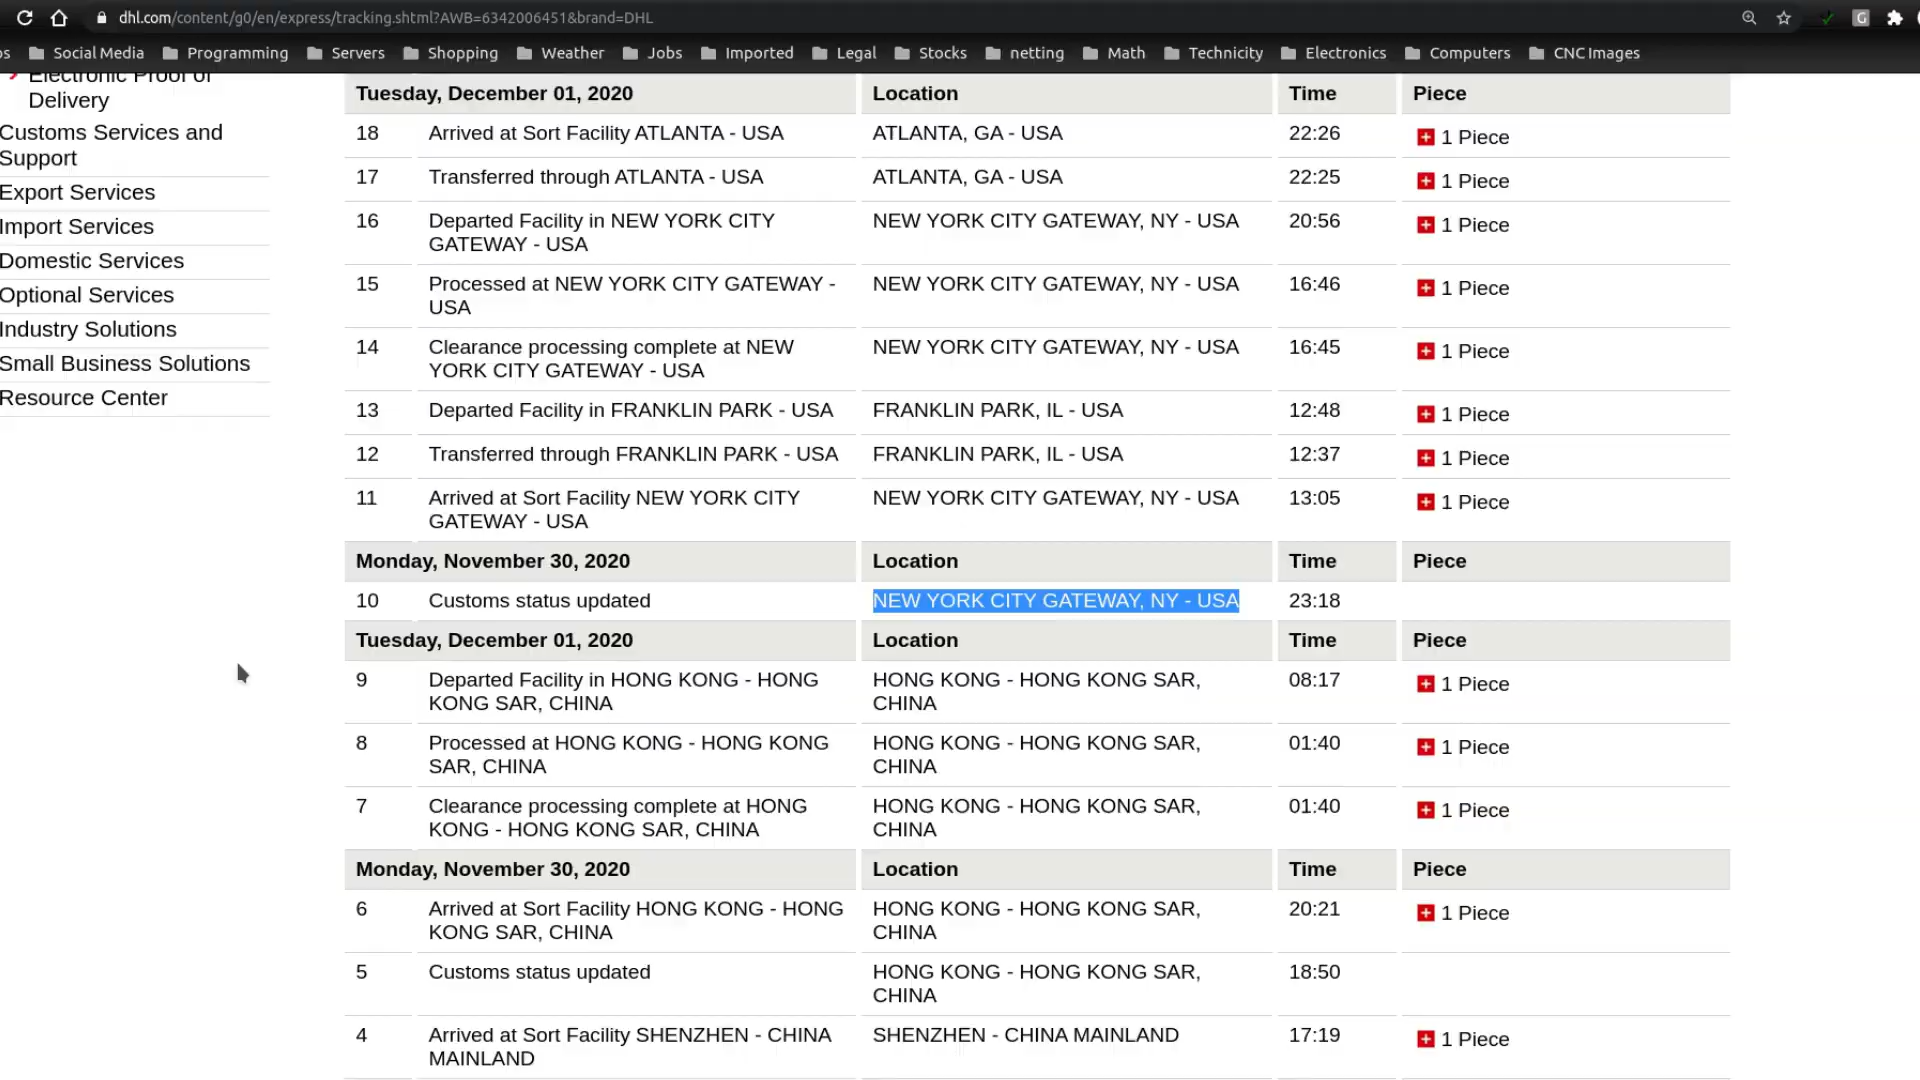 dhl.com/content/g0/en/express/tracking.shtml?AWB=6342006451&brand=DHL
os Social Media Programming Servers Shopping Weather Jobs Imported Legal Stocks netting Math Technicity Electronics Computers CNC Images
Electronic Proof of
Delivery
Customs Services and
Support
Export Services
Import Services
Domestic Services
Optional Services
Industry Solutions
Small Business Solutions
Resource Center
Tuesday, December 01, 2020 Location Time Piece
18 Arrived at Sort Facility ATLANTA - USA ATLANTA, GA - USA 22:26 1 Piece
17 Transferred through ATLANTA - USA ATLANTA, GA - USA 22:25 1 Piece
16 Departed Facility in NEW YORK CITY NEW YORK CITY GATEWAY, NY - USA 20:56 1 Piece
GATEWAY - USA
15 Processed at NEW YORK CITY GATEWAY - NEW YORK CITY GATEWAY, NY - USA 16:46 1 Piece
USA
14 Clearance processing complete at NEW NEW YORK CITY GATEWAY, NY - USA 16:45 1 Piece
YORK CITY GATEWAY - USA
13 Departed Facility in FRANKLIN PARK - USA FRANKLIN PARK, IL - USA 12:48 1 Piece
12 Transferred through FRANKLIN PARK - USA FRANKLIN PARK, IL - USA 12:37 1 Piece
11 Arrived at Sort Facility NEW YORK CITY NEW YORK CITY GATEWAY, NY - USA 13:05 1 Piece
GATEWAY - USA
Monday, November 30, 2020 Location Time Piece
10 Customs status updated NEW YORK CITY GATEWAY, NY - USA 23:18
Tuesday, December 01, 2020 Location Time Piece
9 Departed Facility in HONG KONG - HONG HONG KONG - HONG KONG SAR, 08:17 1 Piece
KONG SAR, CHINA CHINA
8 Processed at HONG KONG - HONG KONG HONG KONG - HONG KONG SAR, 01:40 1 Piece
SAR, CHINA CHINA
7 Clearance processing complete at HONG HONG KONG - HONG KONG SAR, 01:40 1 Piece
KONG - HONG KONG SAR, CHINA CHINA
Monday, November 30, 2020 Location Time Piece
6 Arrived at Sort Facility HONG KONG - HONG HONG KONG - HONG KONG SAR, 20:21 1 Piece
KONG SAR, CHINA CHINA
5 Customs status updated HONG KONG - HONG KONG SAR, 18:50
CHINA
4 Arrived at Sort Facility SHENZHEN - CHINA SHENZHEN - CHINA MAINLAND 17:19 1 Piece
MAINLAND